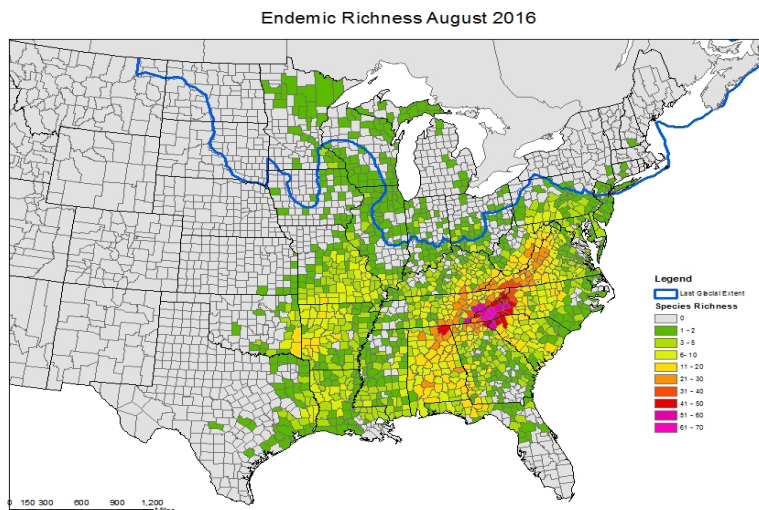 Endemic Richness August 2016
Legend
Last Glacial Extent
Species Richness
0
1 - 2
3 - 5
6 - 10
11 - 20
21 - 30
31 - 40
41 - 50
51 - 60
61 - 70
0 150 300 600 900 1,200
Miles